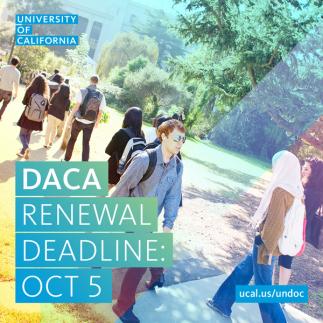 UNIVERSITY
OF
CALIFORNIA
DACA
RENEWAL
DEADLINE:
OCT 5
ucal.us/undoc